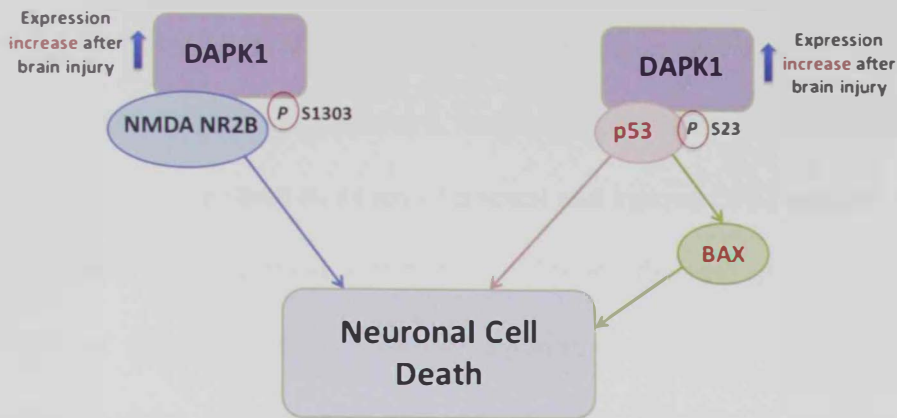 Expression
increase after
brain injury
DAPK1
NMDA NR2B
P S1303
DAPK1
Expression
increase after
brain injury
p53
P S23
BAX
Neuronal Cell
Death